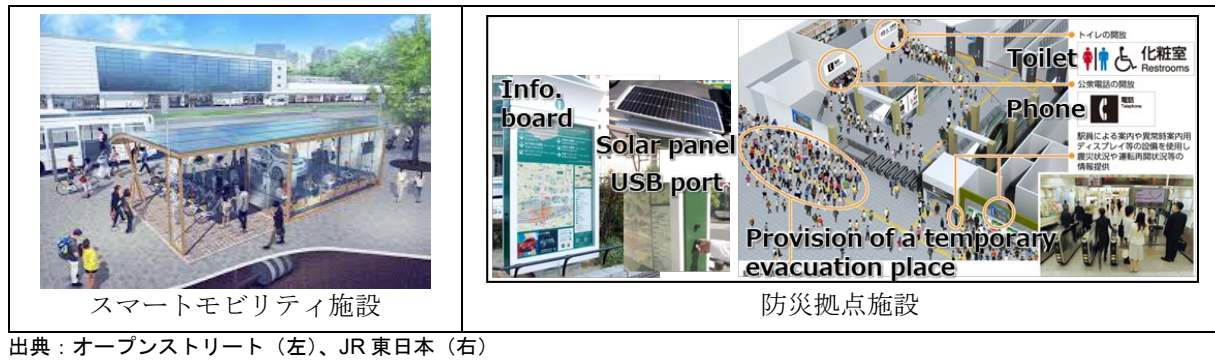 Info.
board
Solar panel
USB port
Toilet
Phone
Provision of a temporary
evacuation place
トイレの開放
化粧室
Restrooms
公衆電話の開放
電話
Telephone
駅員による案内や異常時案内用
ディスプレイ等の設備を使用し
震災状況や運転再開状況等の
情報提供
スマートモビリティ施設
防災拠点施設
出典：オープンストリート（左）、JR 東日本（右）